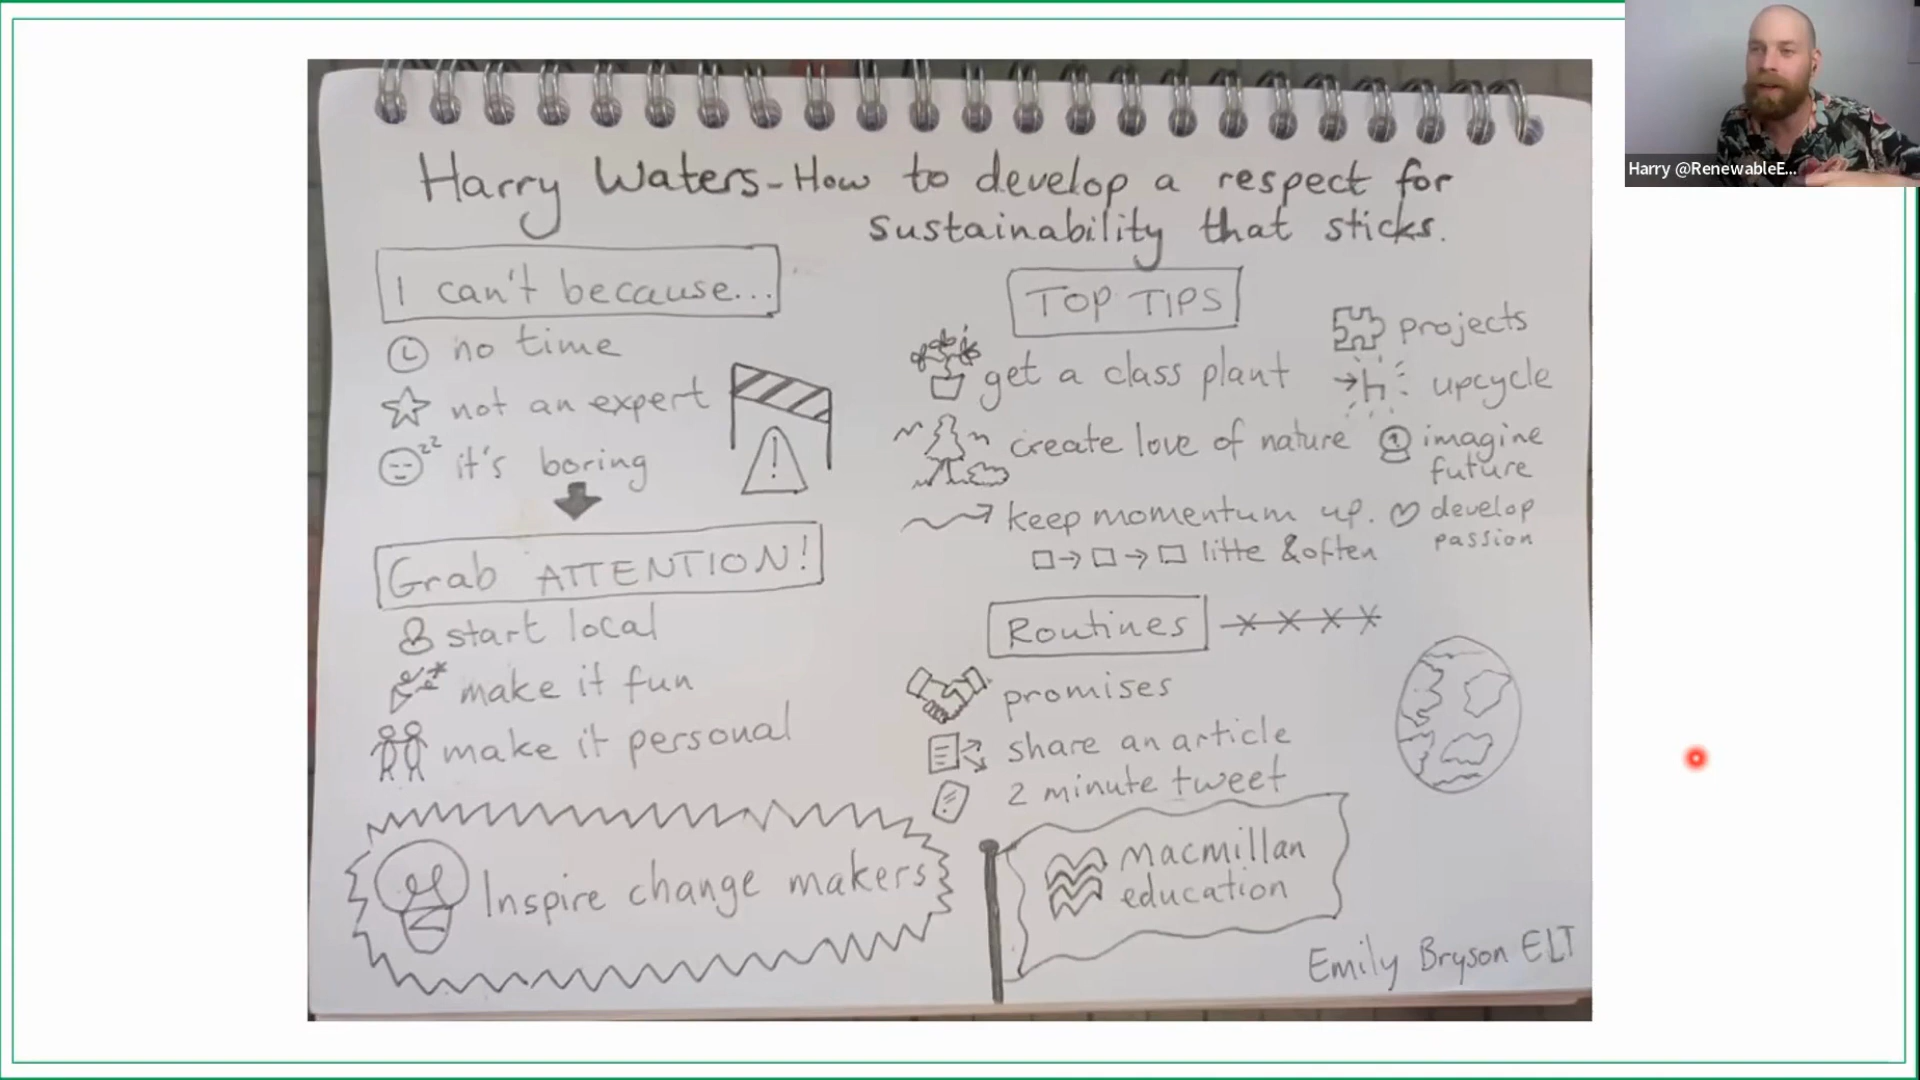 Harry Waters - How to develop a respect for
sustainability that sticks.
I can't because...
no time
not an expert
zz
it's boring
Grab ATTENTION!
start local
make it fun
make it personal
Inspire change makers
TOP TIPS
get a class plant
create love of nature
keep momentum up.
litte & often
projects
upcycle
imagine
future
develop
passion
Routines
promises
share an article
2 minute tweet
macmillan
education
Emily Bryson ELT
Harry @RenewableE...